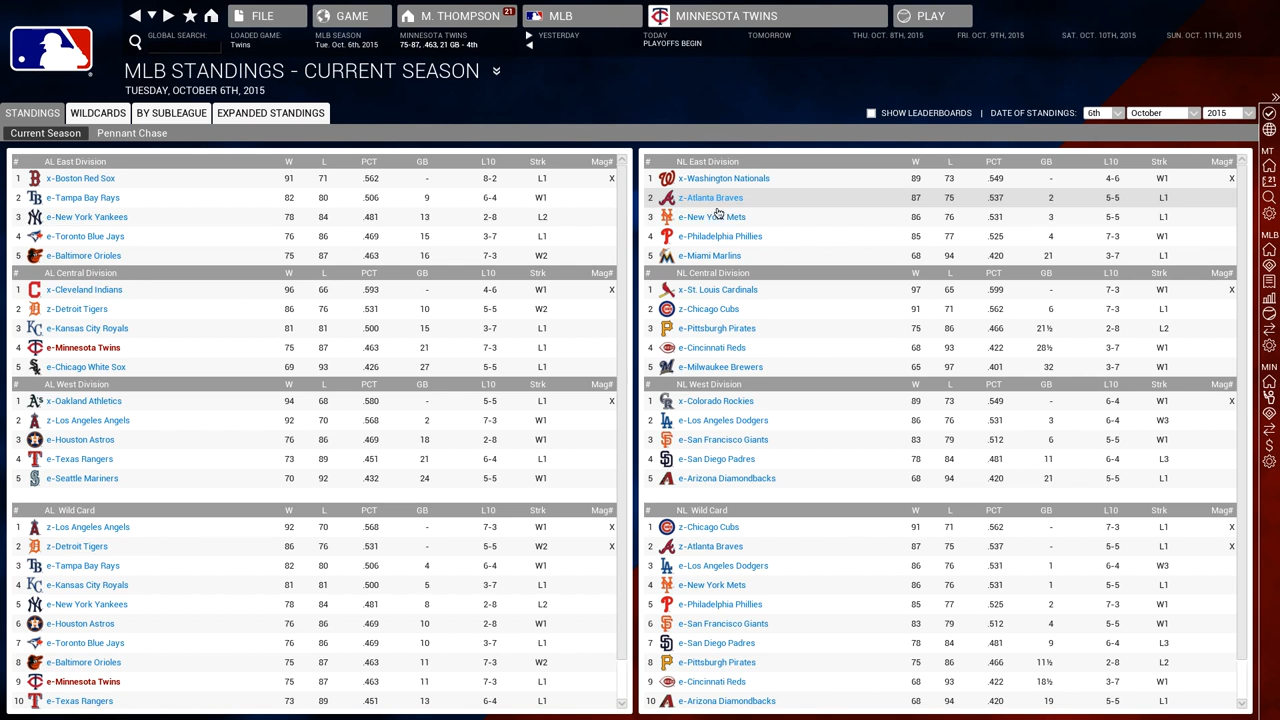 FILE GAME M. THOMPSON 21 MLB MINNESOTA TWINS PLAY
GLOBAL SEARCH: LOADED GAME: MLB SEASON MINNESOTA TWINS YESTERDAY TODAY TOMORROW THU. OCT. 8TH, 2015 FRI. OCT. 9TH, 2015 SAT. OCT. 10TH, 2015 SUN. OCT. 11TH, 2015
Twins Tue. Oct. 6th, 2015 75-87, .463, 21 GB - 4th PLAYOFFS BEGIN
MLB STANDINGS - CURRENT SEASON
TUESDAY, OCTOBER 6TH, 2015
STANDINGS WILDCARDS BY SUBLEAGUE EXPANDED STANDINGS SHOW LEADERBOARDS | DATE OF STANDINGS: 6th October 2015
Current Season Pennant Chase
# AL East Division W L PCT GB L10 Strk Mag#
1 x-Boston Red Sox 91 71 .562 - 8-2 L1 X
2 e-Tampa Bay Rays 82 80 .506 9 6-4 W1
3 e-New York Yankees 78 84 .481 13 2-8 L2
4 e-Toronto Blue Jays 76 86 .469 15 3-7 L1
5 e-Baltimore Orioles 75 87 .463 16 7-3 W2
# AL Central Division W L PCT GB L10 Strk Mag#
1 x-Cleveland Indians 96 66 .593 - 4-6 W1 X
2 z-Detroit Tigers 86 76 .531 10 5-5 W2
3 e-Kansas City Royals 81 81 .500 15 3-7 L1
4 e-Minnesota Twins 75 87 .463 21 7-3 L1
5 e-Chicago White Sox 69 93 .426 27 5-5 L1
# AL West Division W L PCT GB L10 Strk Mag#
1 x-Oakland Athletics 94 68 .580 - 5-5 L1 X
2 z-Los Angeles Angels 92 70 .568 2 7-3 W1
3 e-Houston Astros 76 86 .469 18 2-8 W1
4 e-Texas Rangers 73 89 .451 21 6-4 L1
5 e-Seattle Mariners 70 92 .432 24 5-5 W1
# AL Wild Card W L PCT GB L10 Strk Mag#
1 z-Los Angeles Angels 92 70 .568 - 7-3 W1 X
2 z-Detroit Tigers 86 76 .531 - 5-5 W2 X
3 e-Tampa Bay Rays 82 80 .506 4 6-4 W1
4 e-Kansas City Royals 81 81 .500 5 3-7 L1
5 e-New York Yankees 78 84 .481 8 2-8 L2
6 e-Houston Astros 76 86 .469 10 2-8 W1
7 e-Toronto Blue Jays 76 86 .469 10 3-7 L1
8 e-Baltimore Orioles 75 87 .463 11 7-3 W2
9 e-Minnesota Twins 75 87 .463 11 7-3 L1
10 e-Texas Rangers 73 89 .451 13 6-4 L1
# NL East Division W L PCT GB L10 Strk Mag#
1 x-Washington Nationals 89 73 .549 - 4-6 W1 X
2 z-Atlanta Braves 87 75 .537 2 5-5 L1
3 e-New York Mets 86 76 .531 3 5-5 L1
4 e-Philadelphia Phillies 85 77 .525 4 7-3 W1
5 e-Miami Marlins 68 94 .420 21 3-7 L1
# NL Central Division W L PCT GB L10 Strk Mag#
1 x-St. Louis Cardinals 97 65 .599 - 7-3 W1 X
2 z-Chicago Cubs 91 71 .562 6 7-3 L1
3 e-Pittsburgh Pirates 75 86 .466 21½ 2-8 L2
4 e-Cincinnati Reds 68 93 .422 28½ 3-7 W1
5 e-Milwaukee Brewers 65 97 .401 32 3-7 W1
# NL West Division W L PCT GB L10 Strk Mag#
1 x-Colorado Rockies 89 73 .549 - 6-4 W1 X
2 e-Los Angeles Dodgers 86 76 .531 3 6-4 W3
3 e-San Francisco Giants 83 79 .512 6 5-5 W1
4 e-San Diego Padres 78 84 .481 11 6-4 L3
5 e-Arizona Diamondbacks 68 94 .420 21 5-5 L1
# NL Wild Card W L PCT GB L10 Strk Mag#
1 z-Chicago Cubs 91 71 .562 - 7-3 L1 X
2 z-Atlanta Braves 87 75 .537 - 5-5 L1 X
3 e-Los Angeles Dodgers 86 76 .531 1 6-4 W3
4 e-New York Mets 86 76 .531 1 5-5 L1
5 e-Philadelphia Phillies 85 77 .525 2 7-3 W1
6 e-San Francisco Giants 83 79 .512 4 5-5 W1
7 e-San Diego Padres 78 84 .481 9 6-4 L3
8 e-Pittsburgh Pirates 75 86 .466 11½ 2-8 L2
9 e-Cincinnati Reds 68 93 .422 18½ 3-7 W1
10 e-Arizona Diamondbacks 68 94 .420 19 5-5 L1
MT
21
MLB
MIN